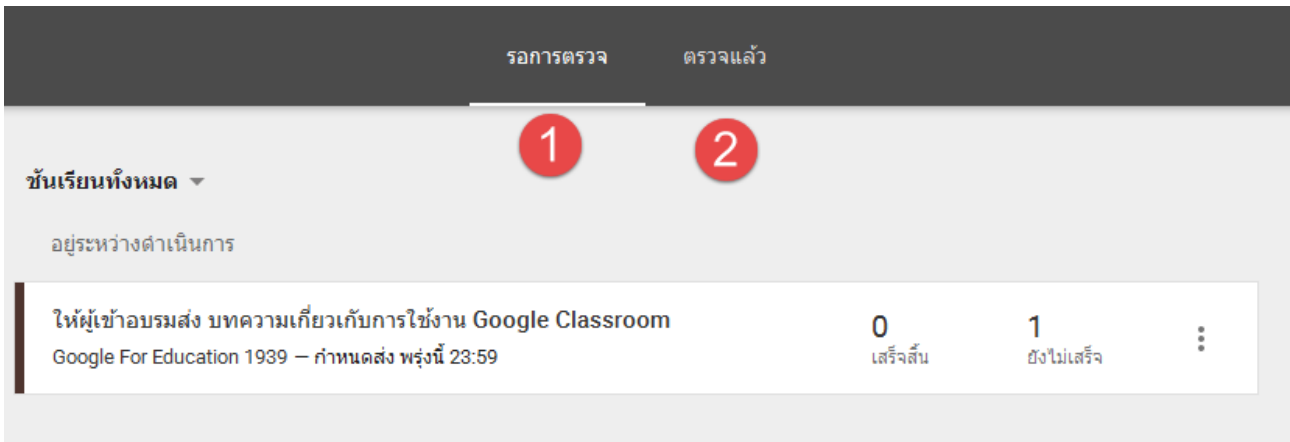 รอการตรวจ ตรวจแล้ว
1 2
ชั้นเรียนทั้งหมด
อยู่ระหว่างดำเนินการ
ให้ผู้เข้าอบรมส่ง บทความเกี่ยวกับการใช้งาน Google Classroom
0 1
Google For Education 1939 — กำหนดส่ง พรุ่งนี้ 23:59
เสร็จสิ้น ยังไม่เสร็จ